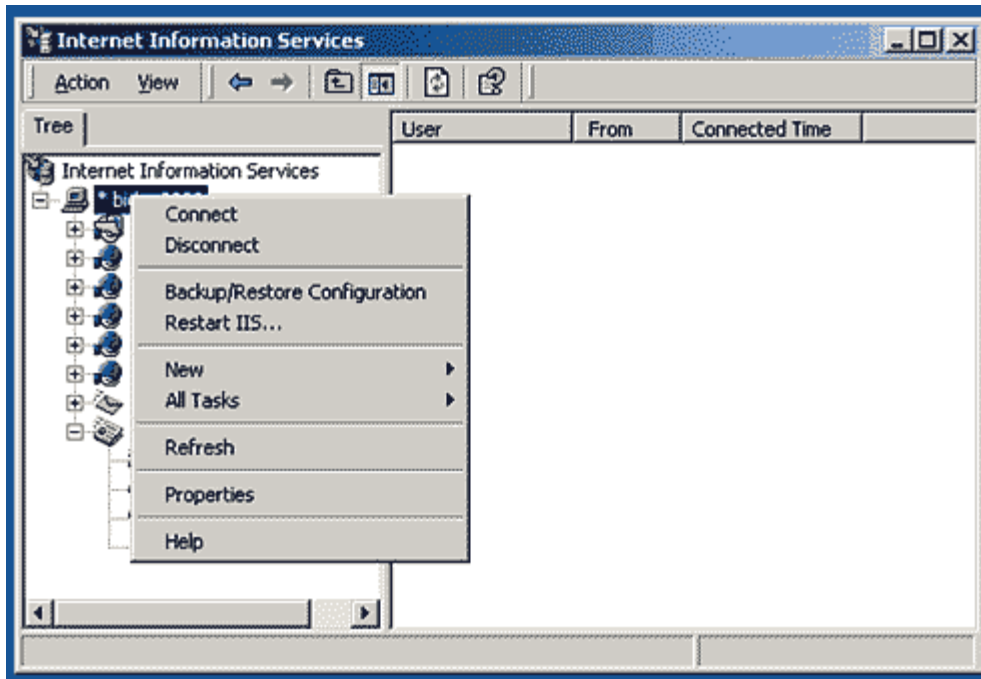 Internet Information Services
Action View
Tree
User From Connected Time
Internet Information Services
Connect
Disconnect
Backup/Restore Configuration
Restart IIS...
New
All Tasks
Refresh
Properties
Help